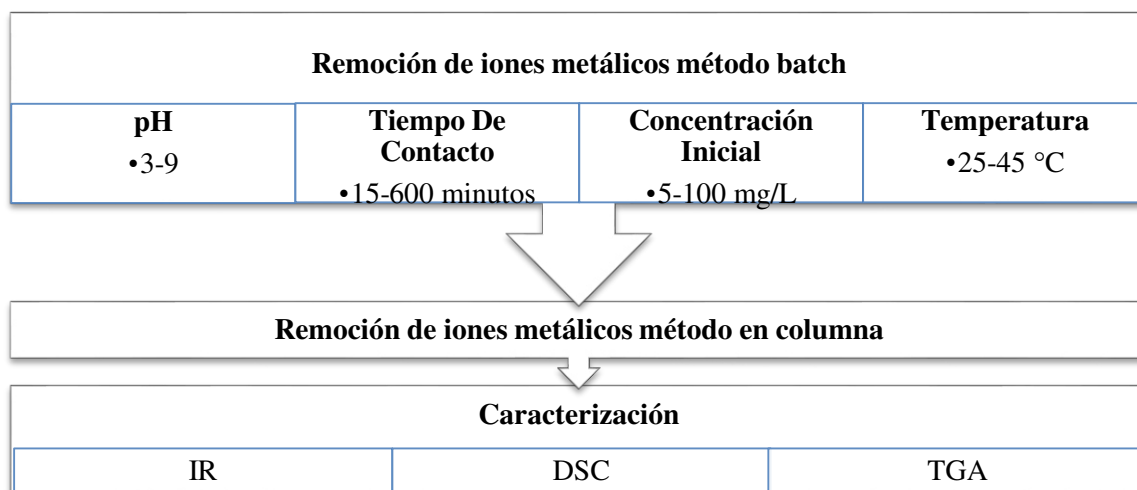 Remoción de iones metálicos método batch
pH
•3-9
Tiempo De
Contacto
•15-600 minutos
Concentración
Inicial
•5-100 mg/L
Temperatura
•25-45 °C
Remoción de iones metálicos método en columna
Caracterización
IR
DSC
TGA